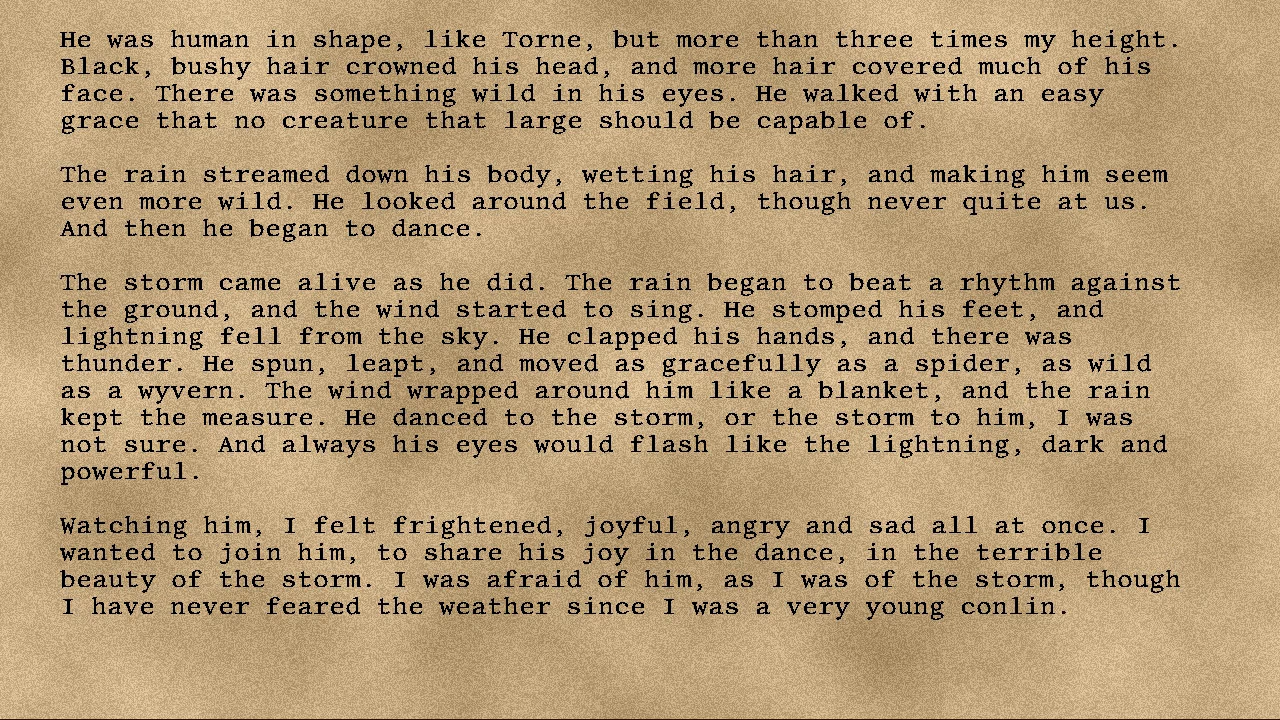 He was human in shape, like Torne, but more than three times my height.
Black, bushy hair crowned his head, and more hair covered much of his
face. There was something wild in his eyes. He walked with an easy
grace that no creature that large should be capable of.
The rain streamed down his body, wetting his hair, and making him seem
even more wild. He looked around the field, though never quite at us.
And then he began to dance.
The storm came alive as he did. The rain began to beat a rhythm against
the ground, and the wind started to sing. He stomped his feet, and
lightning fell from the sky. He clapped his hands, and there was
thunder. He spun, leapt, and moved as gracefully as a spider, as wild
as a wyvern. The wind wrapped around him like a blanket, and the rain
kept the measure. He danced to the storm, or the storm to him, I was
not sure. And always his eyes would flash like the lightning, dark and
powerful.
Watching him, I felt frightened, joyful, angry and sad all at once. I
wanted to join him, to share his joy in the dance, in the terrible
beauty of the storm. I was afraid of him, as I was of the storm, though
I have never feared the weather since I was a very young conlin.